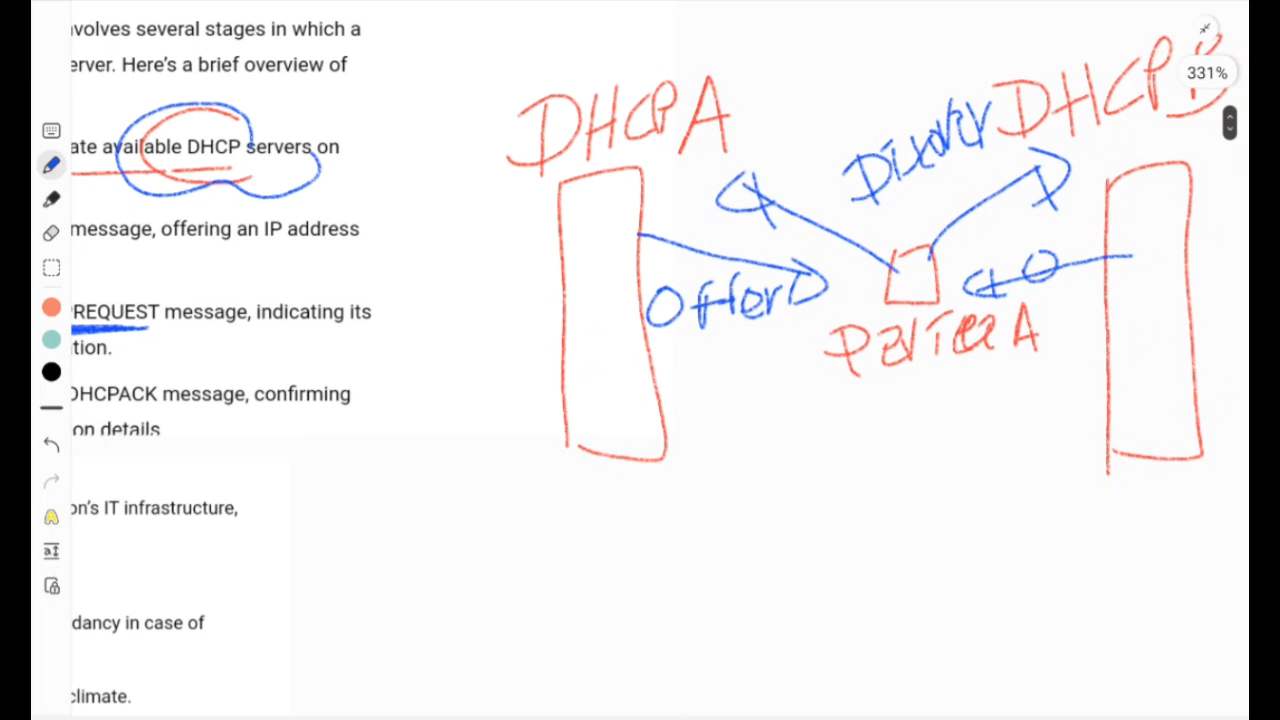 nvolves several stages in which a
erver. Here's a brief overview of
ate available DHCP servers on
message, offering an IP address
REQUEST message, indicating its
tion.
DHCPACK message, confirming
on details
on's IT infrastructure,
dancy in case of
climate.
DHCP A
DHCP B
331%
Discover
Offer
O
A